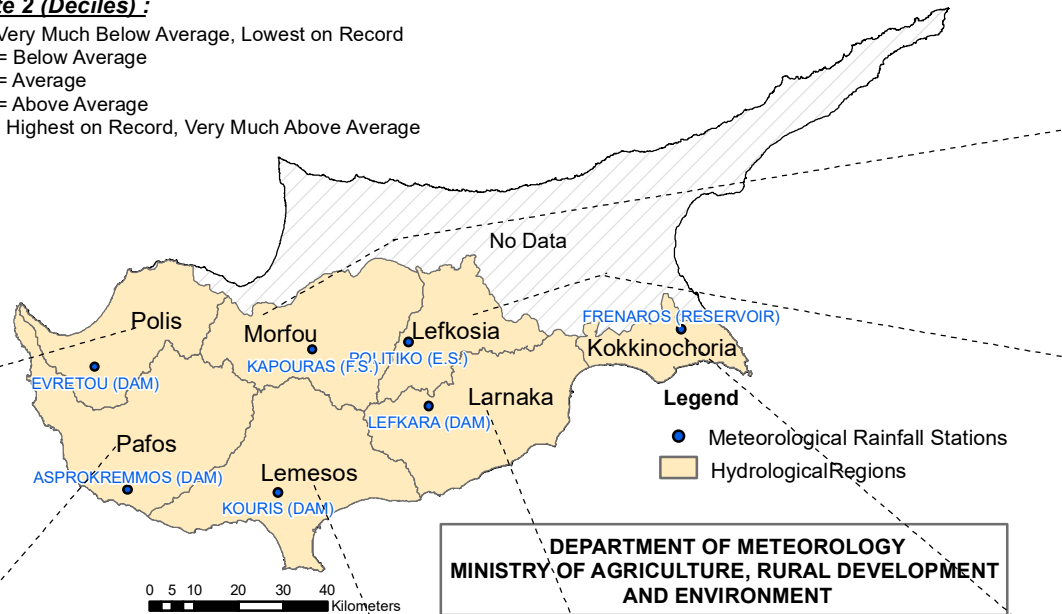 te 2 (Deciles) :
Very Much Below Average, Lowest on Record
= Below Average
= Average
= Above Average
Highest on Record, Very Much Above Average
No Data
FRENAROS (RESERVOIR)
Polis
Morfou
Lefkosia
Kokkinochoria
KAPOURAS (F.S.)
POLITIKO (E.S.)
EVRETOU (DAM)
Larnaka
LEFKARA (DAM)
Legend
Meteorological Rainfall Stations
HydrologicalRegions
Pafos
ASPROKREMMOS (DAM)
Lemesos
KOURIS (DAM)
DEPARTMENT OF METEOROLOGY
MINISTRY OF AGRICULTURE, RURAL DEVELOPMENT
AND ENVIRONMENT
0 5 10 20 30 40
Kilometers